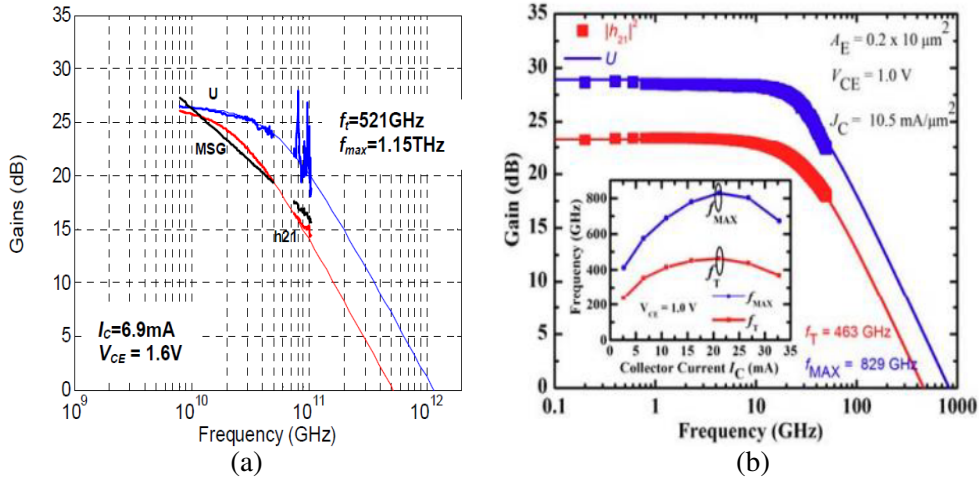 35
30
25
20
15
10
5
0
Gains (dB)
U
MSG
h21
f_t=521GHz
f_max=1.15THz
I_C=6.9mA
V_CE = 1.6V
10^9 10^10 10^11 10^12
Frequency (GHz)
(a)
35
30
25
20
15
10
5
0
Gain (dB)
|h_21|^2
U
A_E = 0.2 x 10 μm^2
V_CE = 1.0 V
J_C = 10.5 mA/μm^2
800
600
400
200
0
Frequency (GHz)
f_MAX
f_T
V_CE = 1.0 V
f_MAX
f_T
0 5 10 15 20 25 30 35
Collector Current I_C (mA)
f_T = 463 GHz
f_MAX = 829 GHz
0.1 1 10 100 1000
Frequency (GHz)
(b)